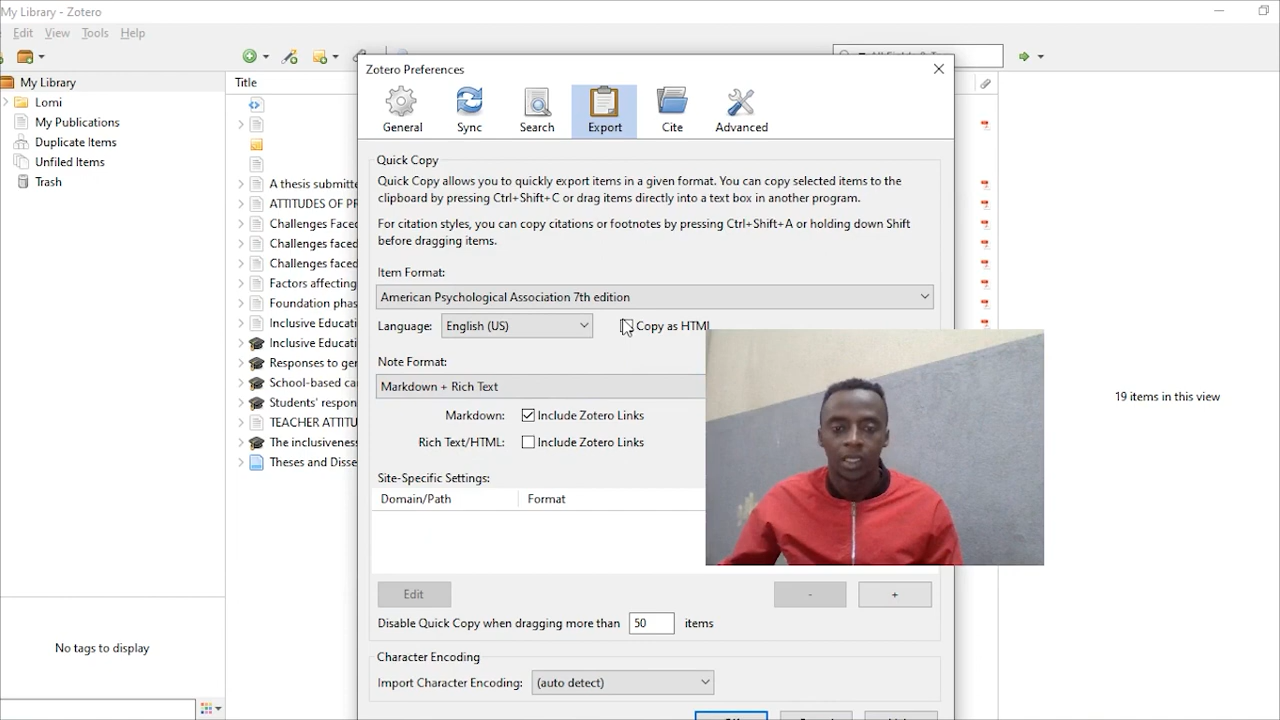 My Library - Zotero
Edit View Tools Help
My Library
Lomi
My Publications
Duplicate Items
Unfiled Items
Trash
No tags to display
Title
A thesis submitte
ATTITUDES OF PR
Challenges Faced
Challenges faced
Challenges faced
Factors affecting
Foundation phas
Inclusive Educati
Inclusive Educati
Responses to ge
School-based ca
Students' respon
TEACHER ATTITU
The inclusiveness
Theses and Disse
Zotero Preferences
General Sync Search Export Cite Advanced
Quick Copy
Quick Copy allows you to quickly export items in a given format. You can copy selected items to the
clipboard by pressing Ctrl+Shift+C or drag items directly into a text box in another program.
For citation styles, you can copy citations or footnotes by pressing Ctrl+Shift+A or holding down Shift
before dragging items.
Item Format:
American Psychological Association 7th edition
Language: English (US) Copy as HTML
Note Format:
Markdown + Rich Text
Markdown: Include Zotero Links
Rich Text/HTML: Include Zotero Links
Site-Specific Settings:
Domain/Path Format
Edit - +
Disable Quick Copy when dragging more than 50 items
Character Encoding
Import Character Encoding: (auto detect)
19 items in this view